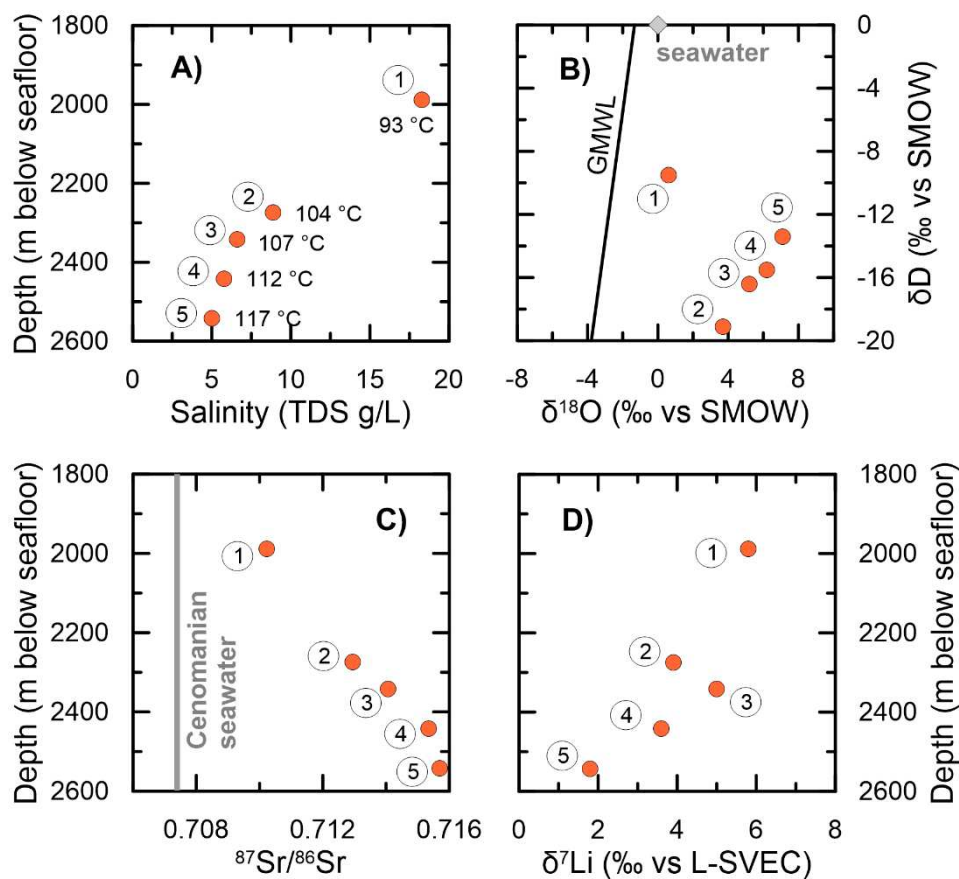 A)
1800
2000
2200
2400
2600
Depth (m below seafloor)
0 5 10 15 20
Salinity (TDS g/L)
1
93 °C
2
104 °C
3
107 °C
4
112 °C
5
117 °C
B)
seawater
GMWL
0
-4
-8
-12
-16
-20
δD (‰ vs SMOW)
1
5
4
3
2
-8 -4 0 4 8
δ¹⁸O (‰ vs SMOW)
C)
1800
2000
2200
2400
2600
Depth (m below seafloor)
Cenomanian
seawater
1
2
3
4
5
0.708 0.712 0.716
⁸⁷Sr/⁸⁶Sr
D)
1
2
3
4
5
1800
2000
2200
2400
2600
Depth (m below seafloor)
0 2 4 6 8
δ⁷Li (‰ vs L-SVEC)